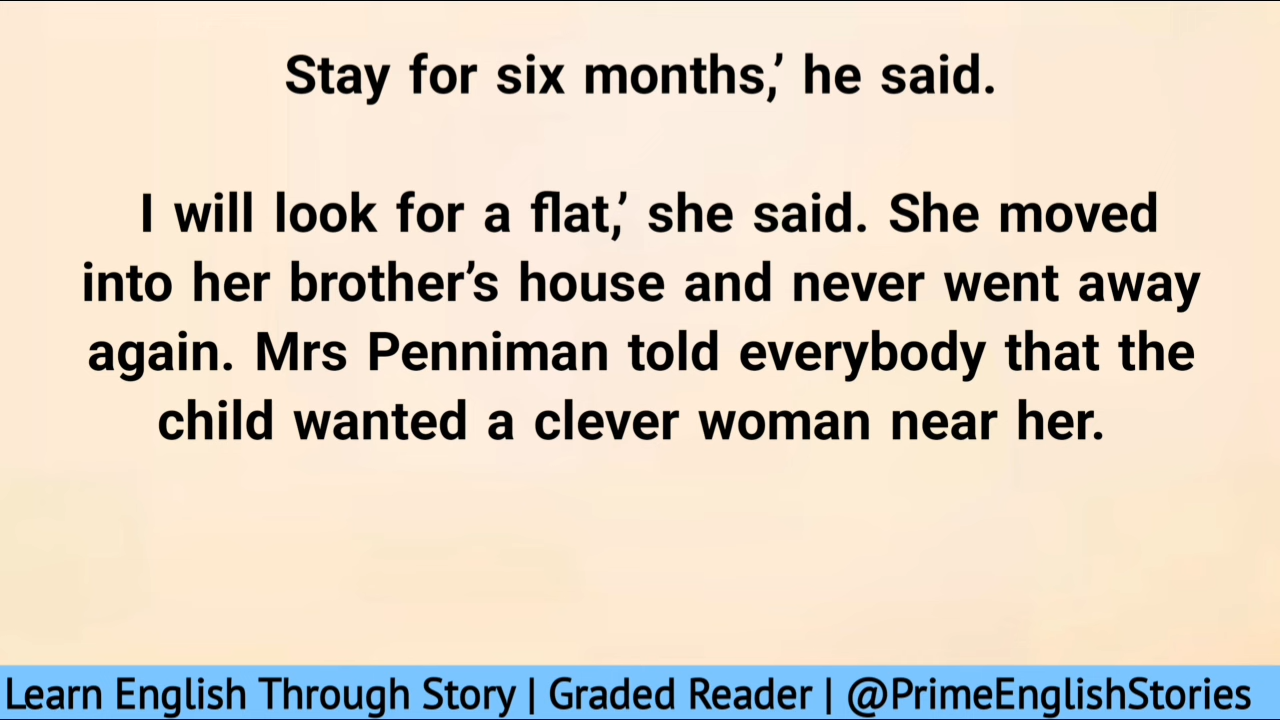 Stay for six months,’ he said.
I will look for a flat,’ she said. She moved
into her brother’s house and never went away
again. Mrs Penniman told everybody that the
child wanted a clever woman near her.
Learn English Through Story | Graded Reader | @PrimeEnglishStories